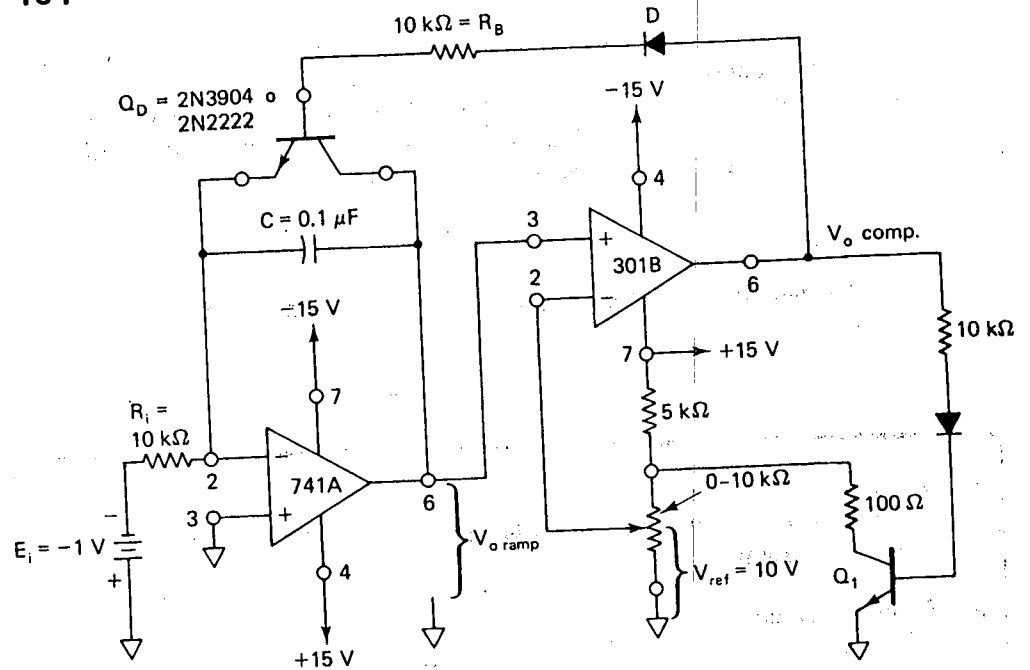 10 kΩ = R_B
D
Q_D = 2N3904 o
2N2222
−15 V
4
C = 0.1 μF
3
+
301B
V_o comp.
6
2
−
−15 V
7
+15 V
10 kΩ
7
5 kΩ
R_i =
10 kΩ
2
−
741A
6
0–10 kΩ
100 Ω
3
+
−
E_i = −1 V
+
V_o ramp
V_ref = 10 V
Q_1
4
+15 V